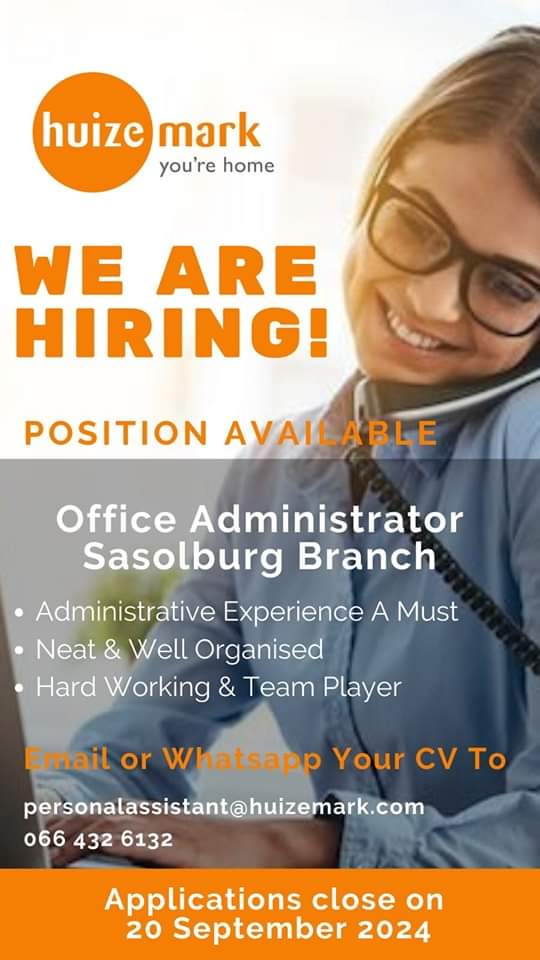 huizemark
you're home
WE ARE
HIRING!
POSITION AVAILABLE
Office Administrator
Sasolburg Branch
• Administrative Experience A Must
• Neat & Well Organised
• Hard Working & Team Player
Email or Whatsapp Your CV To
personalassistant@huizemark.com
066 432 6132
Applications close on
20 September 2024